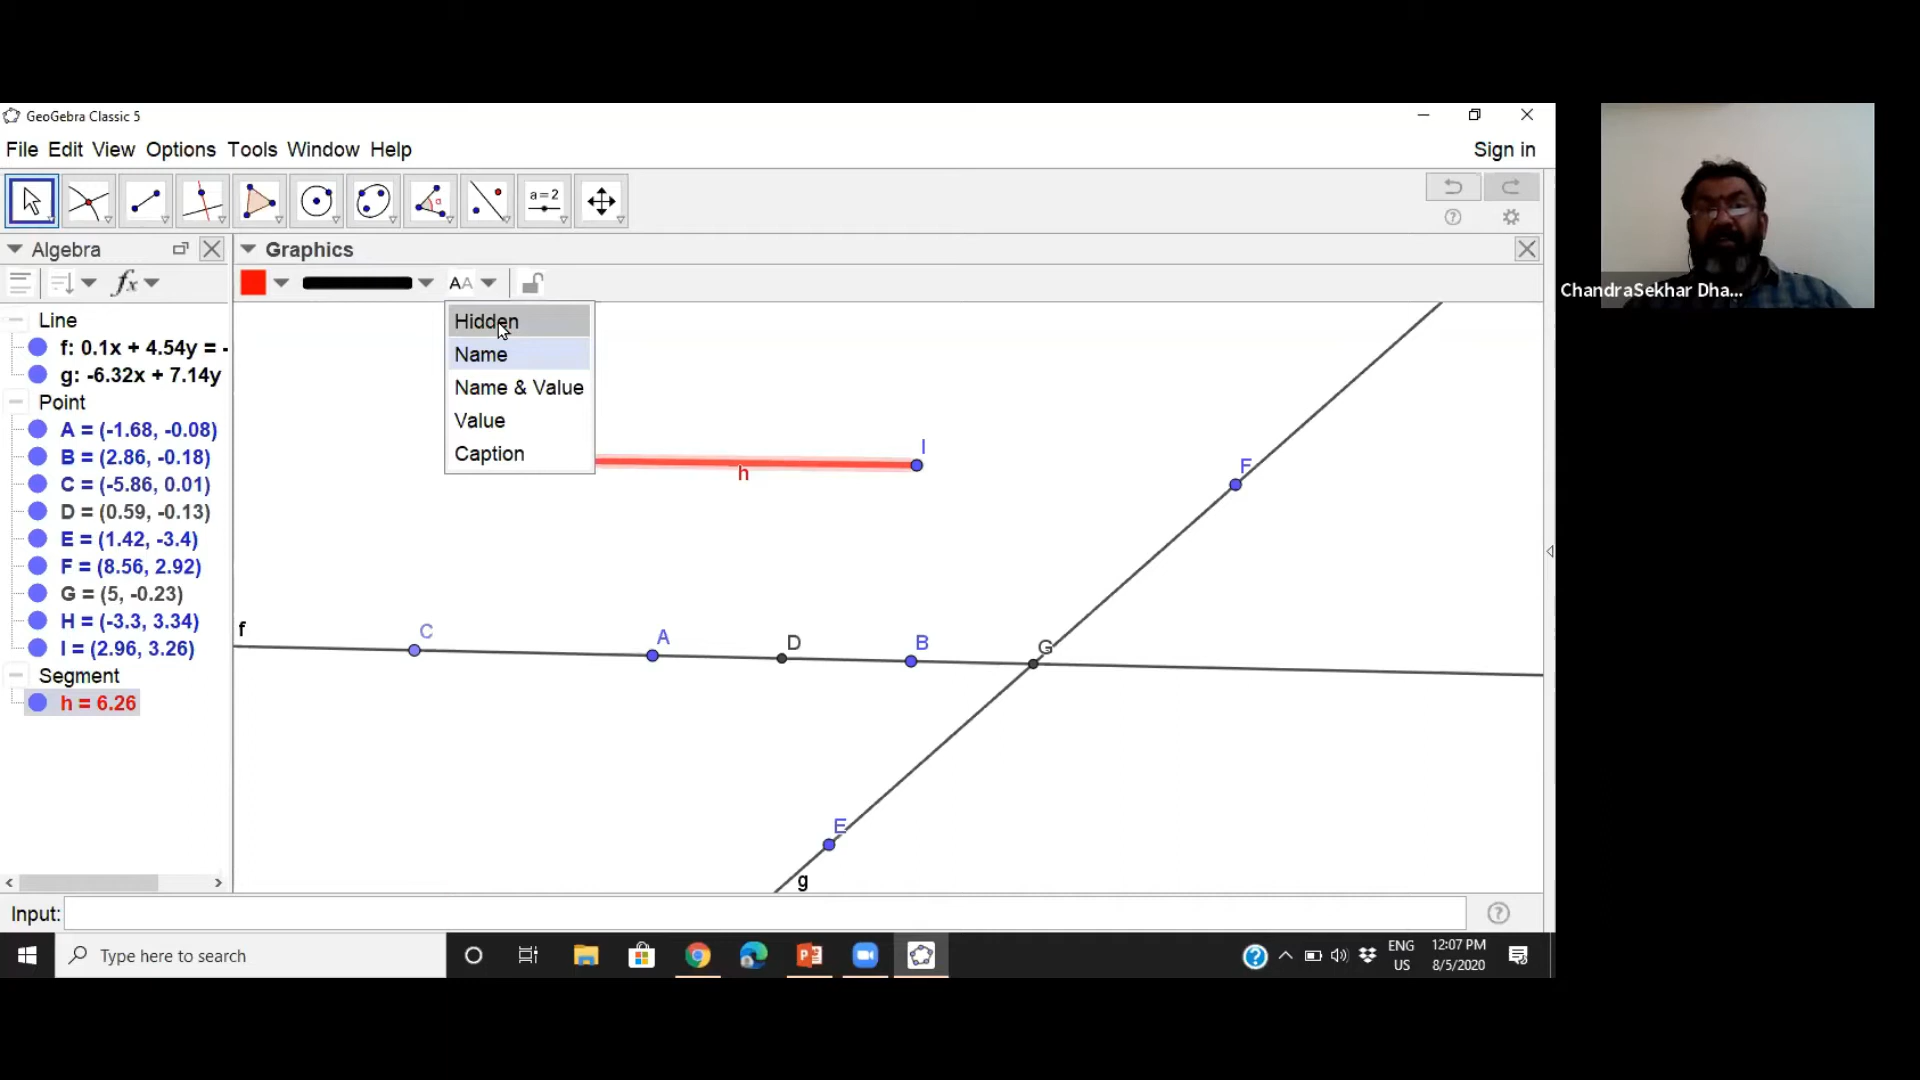 GeoGebra Classic 5
File Edit View Options Tools Window Help
Sign in
a=2
Algebra
Graphics
fx
AA
Hidden
Name
Name & Value
Value
Caption
Line
f: 0.1x + 4.54y = -
g: -6.32x + 7.14y
Point
A = (-1.68, -0.08)
B = (2.86, -0.18)
C = (-5.86, 0.01)
D = (0.59, -0.13)
E = (1.42, -3.4)
F = (8.56, 2.92)
G = (5, -0.23)
H = (-3.3, 3.34)
I = (2.96, 3.26)
Segment
h = 6.26
I
h
F
f
C
A
D
B
G
E
g
Input:
Type here to search
ENG
US
12:07 PM
8/5/2020
ChandraSekhar Dha...